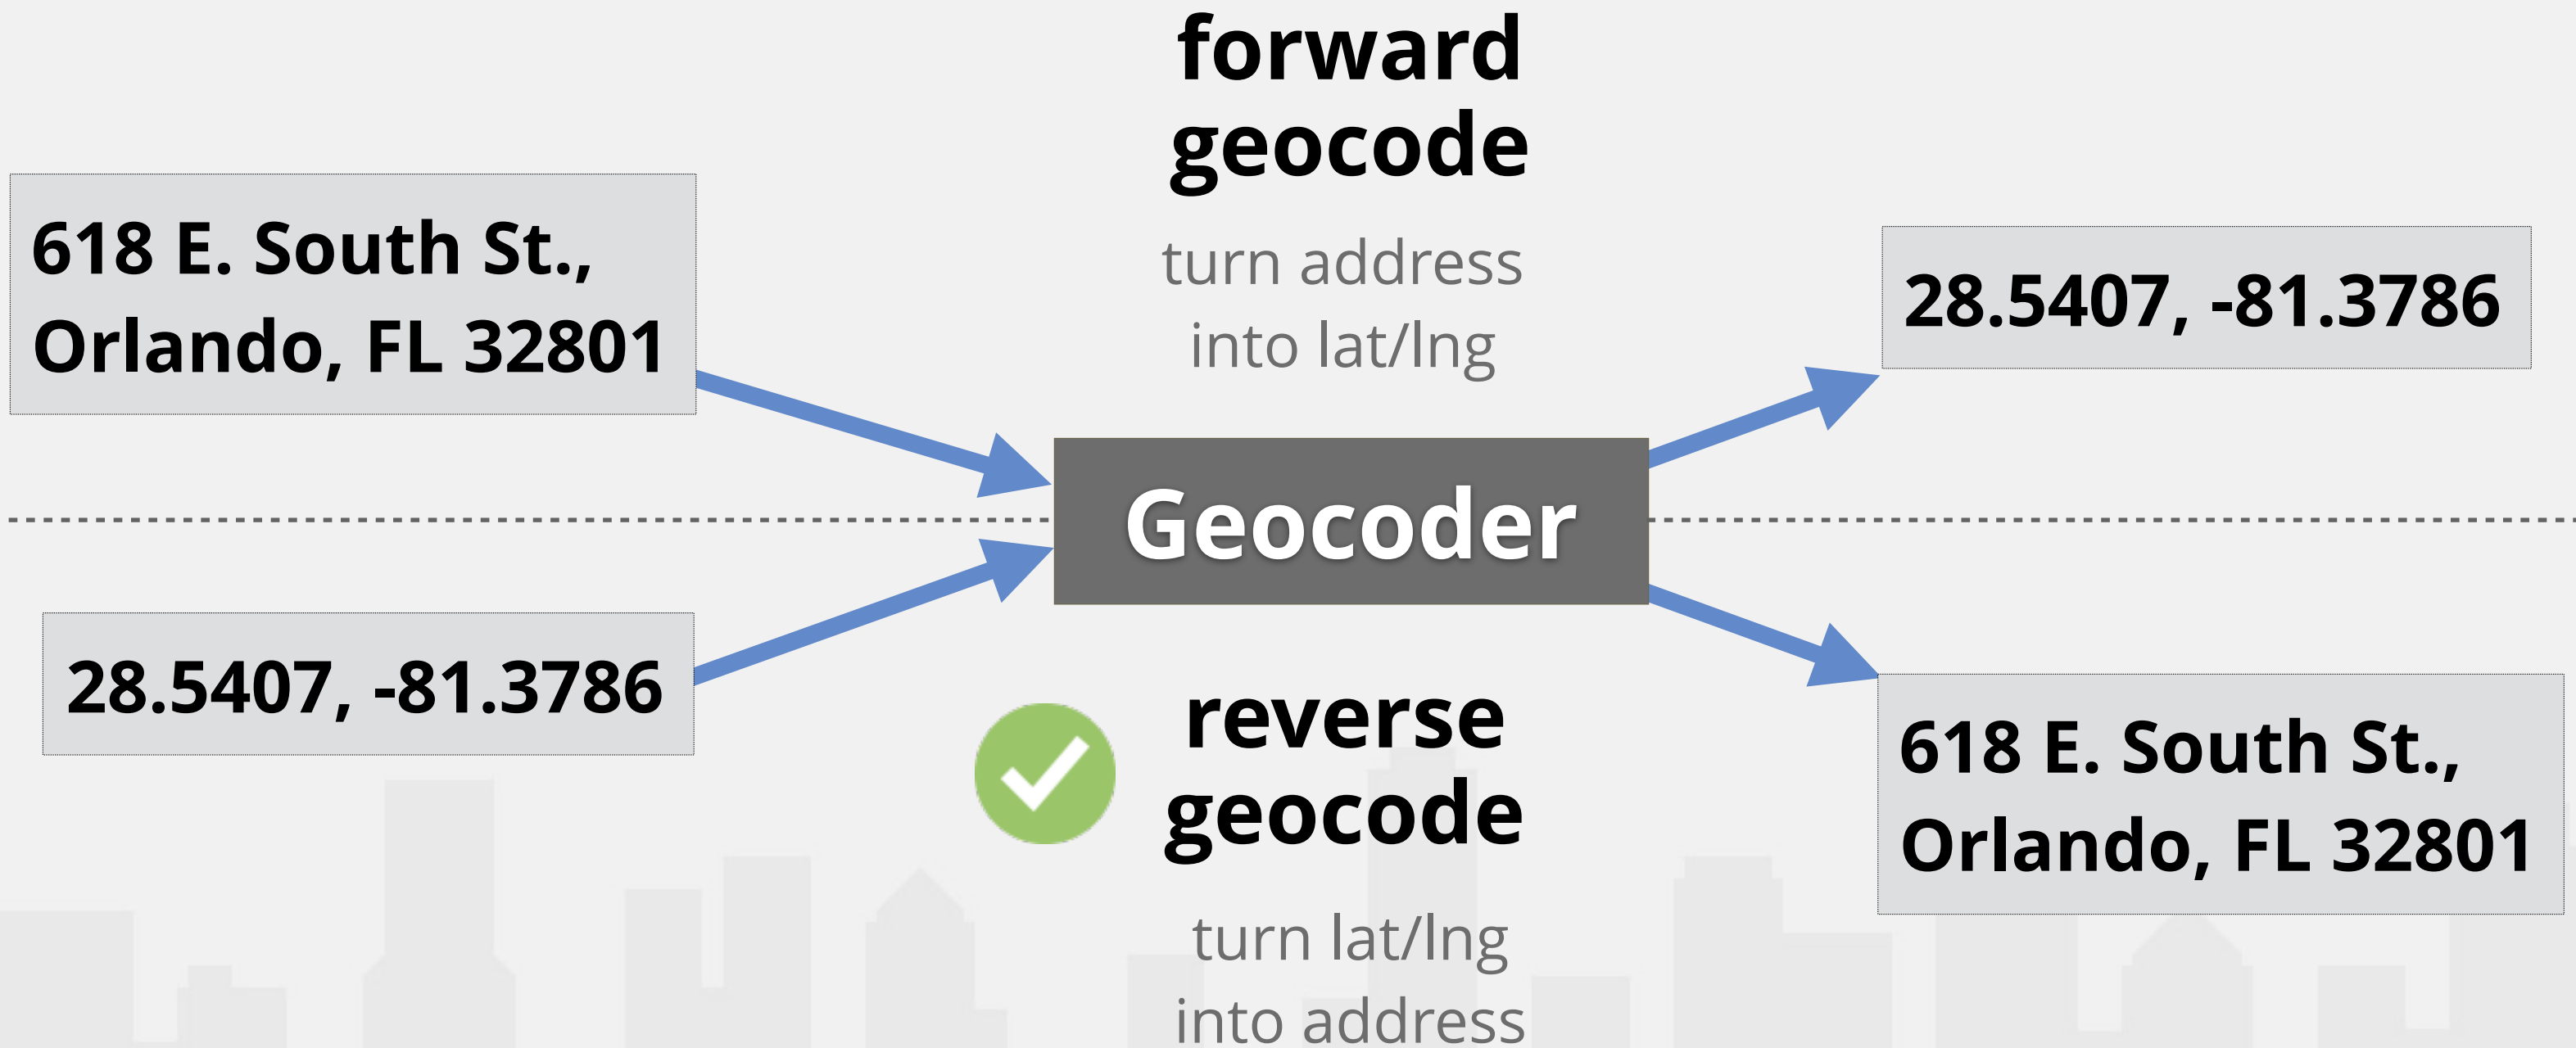 forward
geocode
turn address
into lat/lng
618 E. South St.,
Orlando, FL 32801
28.5407, -81.3786
Geocoder
28.5407, -81.3786
reverse
geocode
turn lat/lng
into address
618 E. South St.,
Orlando, FL 32801